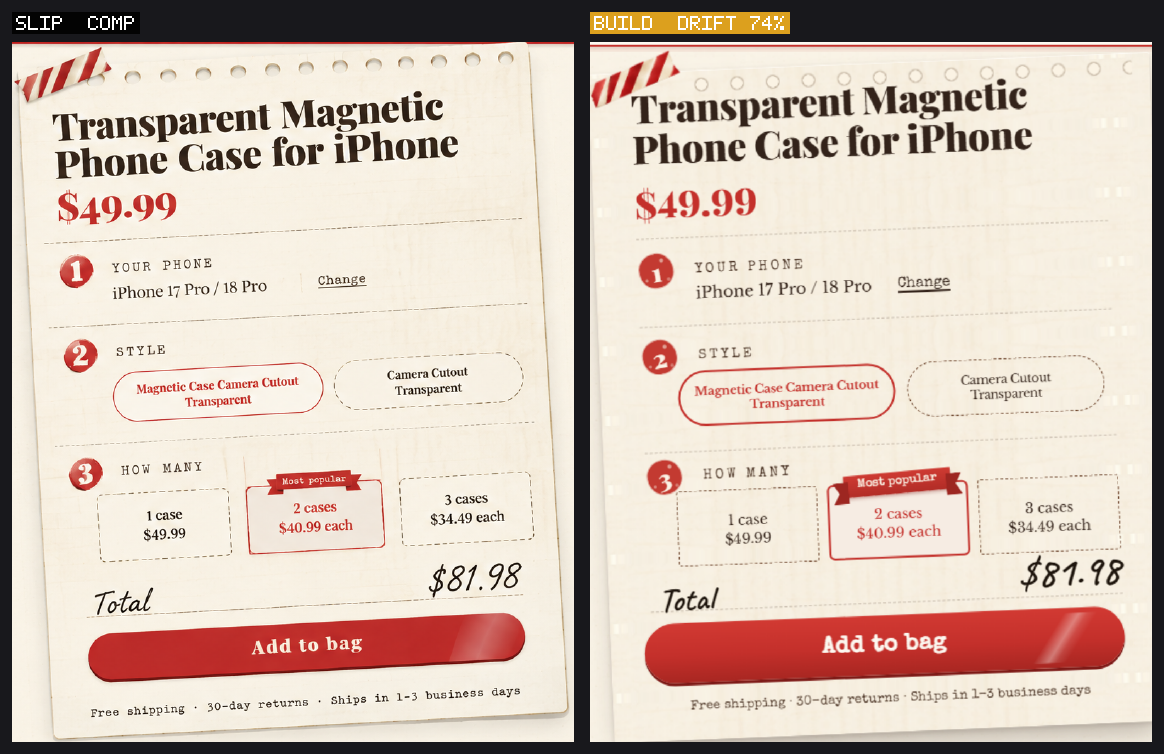 SLIP COMP
Transparent Magnetic
Phone Case for iPhone
$49.99
1 YOUR PHONE
iPhone 17 Pro / 18 Pro Change
2 STYLE
Magnetic Case Camera Cutout
Transparent
Camera Cutout
Transparent
3 HOW MANY
1 case
$49.99
Most popular
2 cases
$40.99 each
3 cases
$34.49 each
Total $81.98
Add to bag
Free shipping · 30-day returns · Ships in 1-3 business days
BUILD DRIFT 74%
Transparent Magnetic
Phone Case for iPhone
$49.99
1 YOUR PHONE
iPhone 17 Pro / 18 Pro Change
2 STYLE
Magnetic Case Camera Cutout
Transparent
Camera Cutout
Transparent
3 HOW MANY
1 case
$49.99
Most popular
2 cases
$40.99 each
3 cases
$34.49 each
Total $81.98
Add to bag
Free shipping · 30-day returns · Ships in 1-3 business days